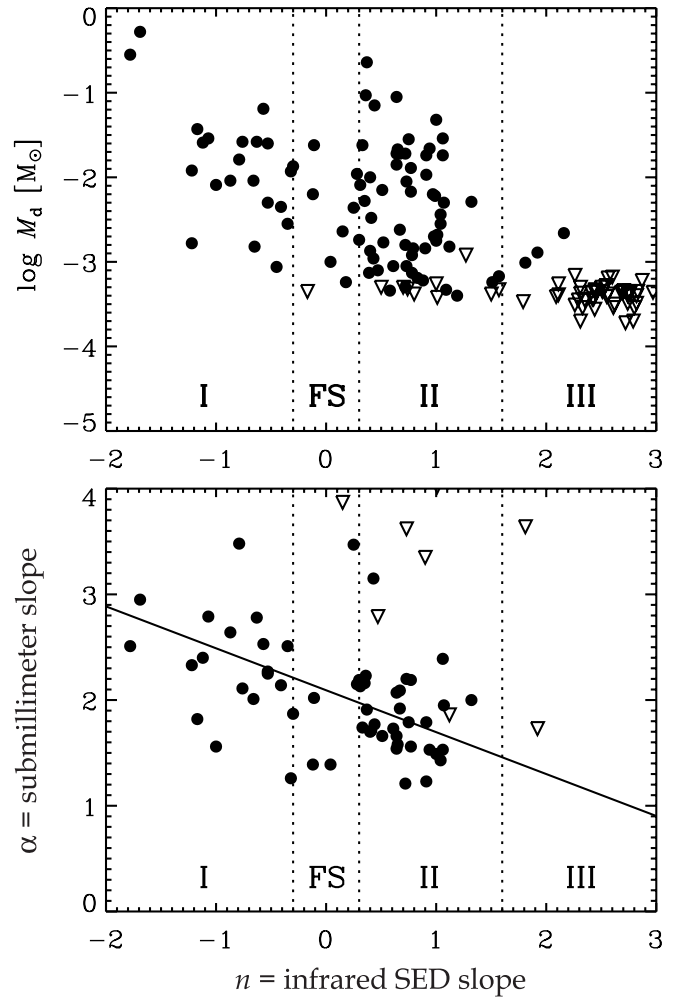 0
−1
−2
−3
−4
−5
log M_d [M_⊙]
I FS II III
−2 −1 0 1 2 3
4
3
2
1
0
α = submillimeter slope
I FS II III
−2 −1 0 1 2 3
n = infrared SED slope